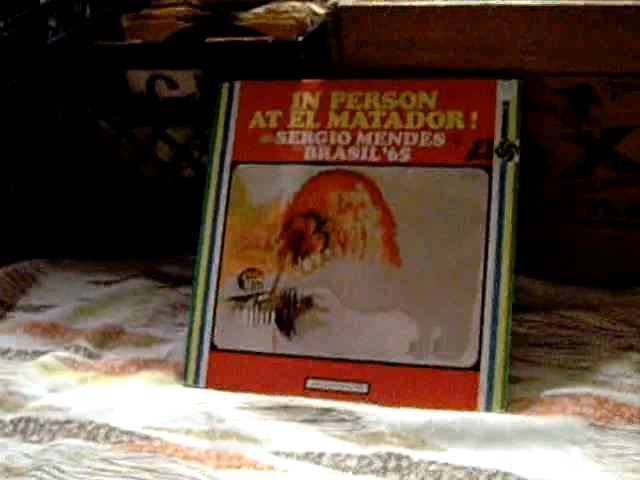 IN PERSON
AT EL MATADOR!
SERGIO MENDES
BRASIL '65